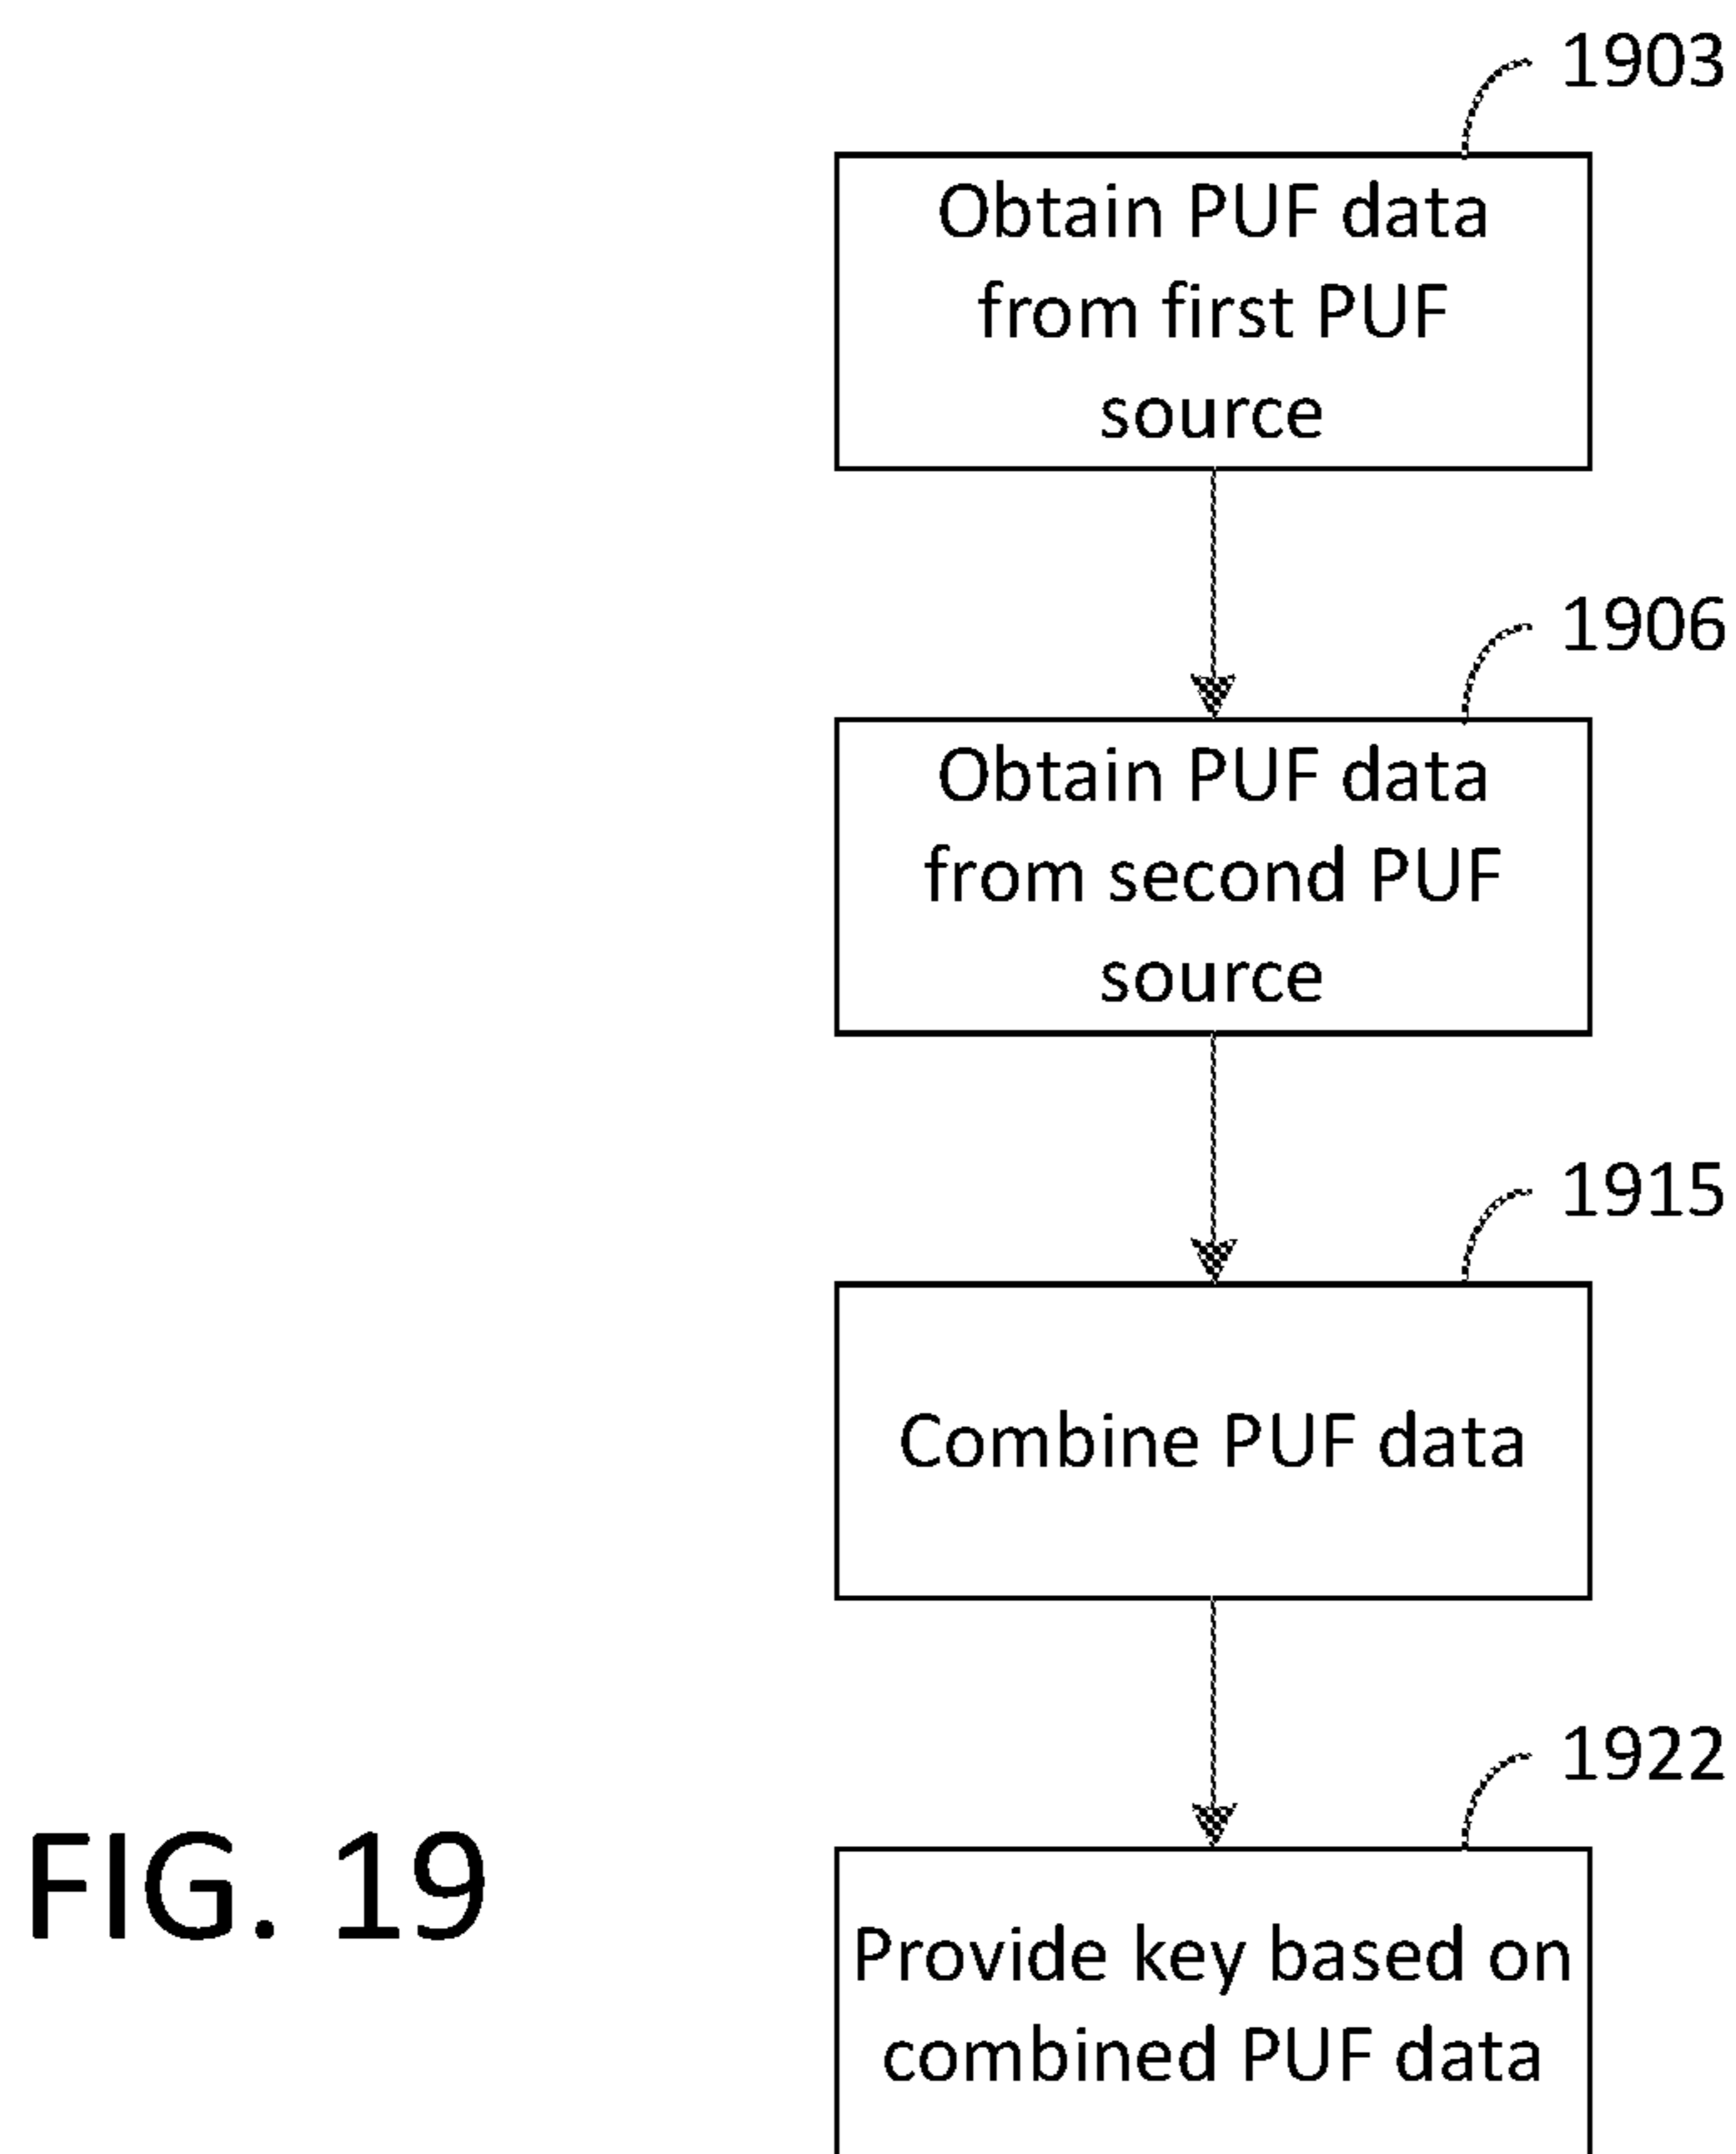 1903
Obtain PUF data
from first PUF
source
1906
Obtain PUF data
from second PUF
source
1915
Combine PUF data
1922
Provide key based on
combined PUF data
FIG. 19